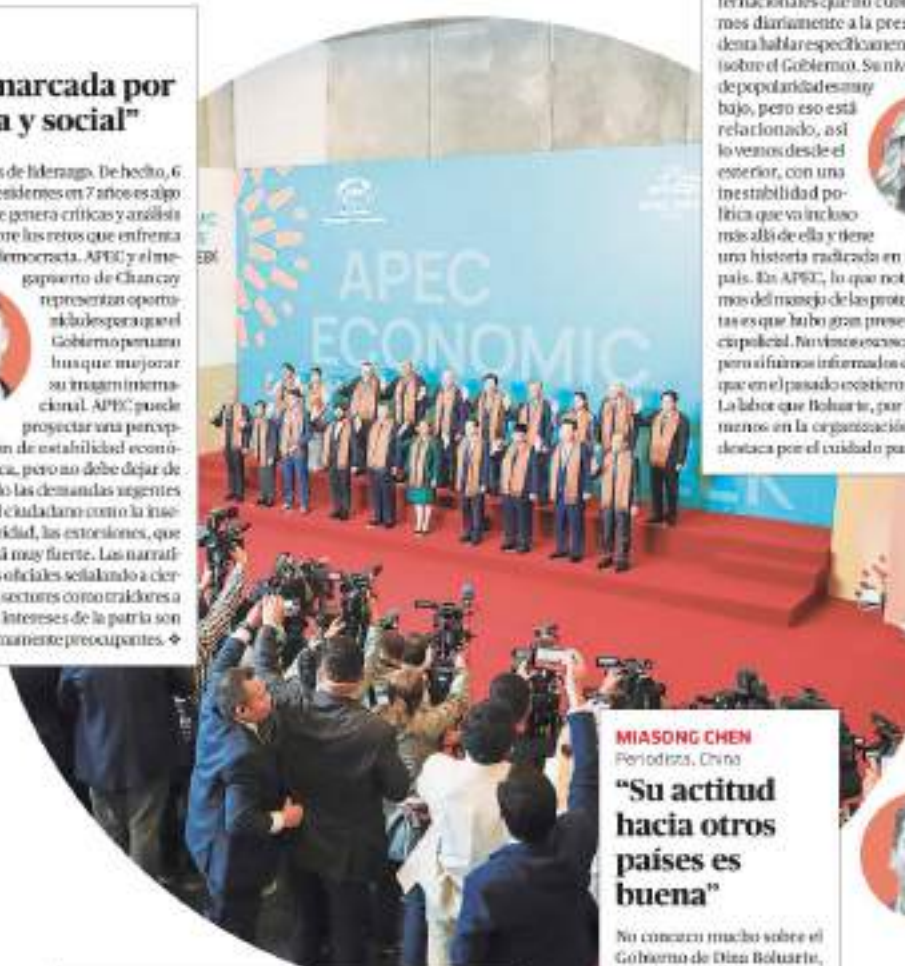 marcada por
a y social”
s de liderazgo. De hecho, 6
esidentes en 7 años es algo
e genera críticas y análisis
bre los retos que enfrenta
democracia. APEC y el me-
gapuerto de Chancay
representan oportu-
nidades para que el
Gobierno peruano
busque mejorar
su imagen interna-
cional. APEC puede
proyectar una percep-
n de estabilidad econó-
ca, pero no debe dejar de
do las demandas urgentes
l ciudadano como la inse-
ridad, las extorsiones, que
á muy fuerte. Las narrati-
s oficiales señalando a cier-
sectores como traidores a
intereses de la patria son
mamente preocupantes. ❖
APEC
ECONOMIC
EEK
mos diariamente a la pres
denta hablar específicamen
(sobre el Gobierno). Su niv
de popularidad es muy
bajo, pero eso está
relacionado, así
lo vemos desde el
exterior, con una
inestabilidad po-
lítica que va incluso
más allá de ella y tiene
una historia radicada en
país. En APEC, lo que not
mos del manejo de las prote
tas es que hubo gran prese
cia policial. No vimos exceso
pero sí fuimos informados
que en el pasado existiero
La labor que Boluarte, por
menos en la organización
destaca por el cuidado pa
MIASONG CHEN
Periodista, China
“Su actitud
hacia otros
países es
buena”
No conozco mucho sobre el
Gobierno de Dina Boluarte,